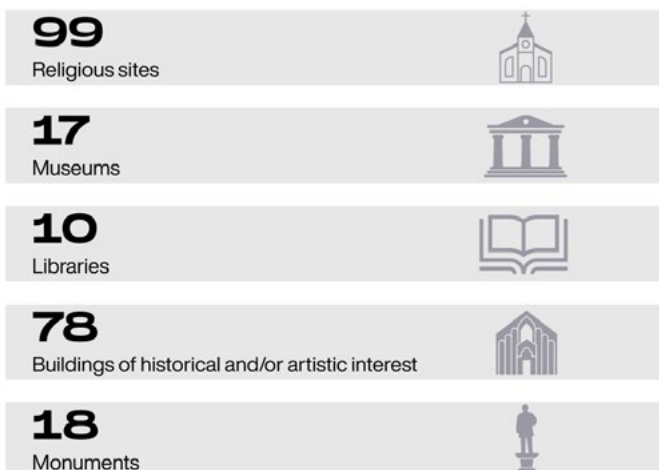 99
Religious sites
17
Museums
10
Libraries
78
Buildings of historical and/or artistic interest
18
Monuments